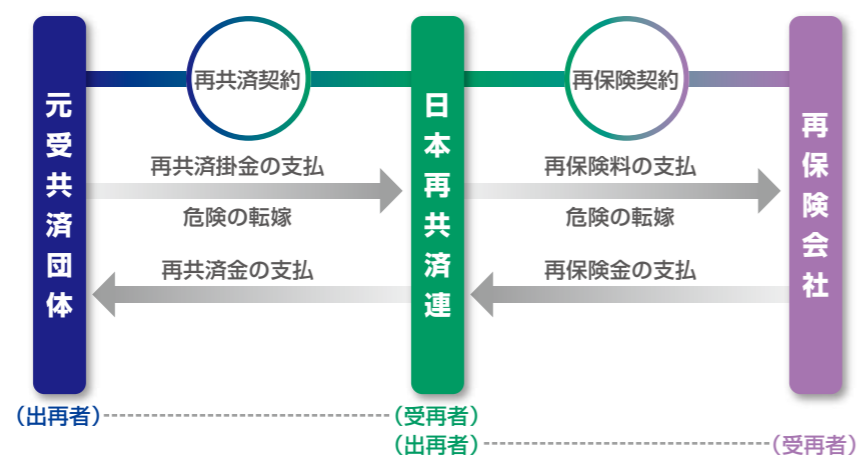 元受共済団体
再共済契約
再共済掛金の支払
危険の転嫁
再共済金の支払
日本再共済連
再保険契約
再保険料の支払
危険の転嫁
再保険金の支払
再保険会社
（出再者）
（受再者）
（出再者）
（受再者）